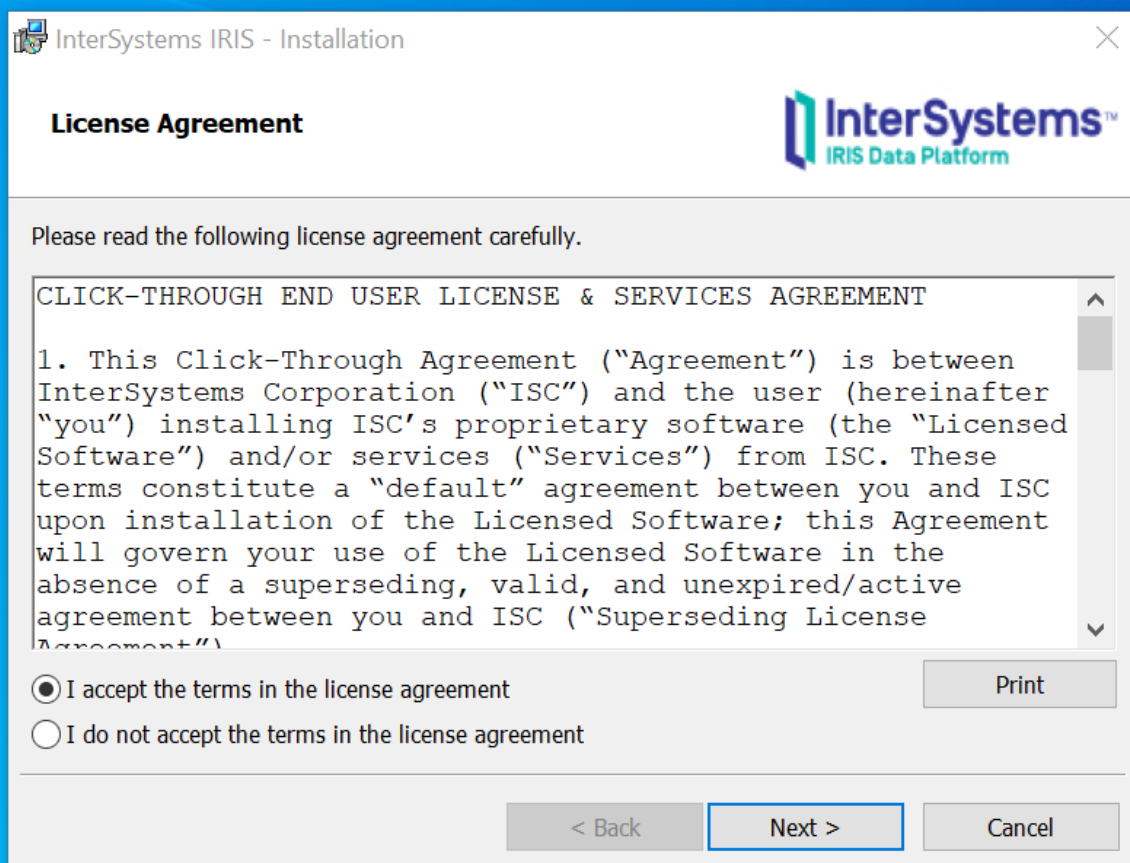 InterSystems IRIS - Installation
License Agreement
InterSystems™
IRIS Data Platform
Please read the following license agreement carefully.
CLICK-THROUGH END USER LICENSE & SERVICES AGREEMENT
1. This Click-Through Agreement (“Agreement”) is between
InterSystems Corporation (“ISC”) and the user (hereinafter
“you”) installing ISC’s proprietary software (the “Licensed
Software”) and/or services (“Services”) from ISC. These
terms constitute a “default” agreement between you and ISC
upon installation of the Licensed Software; this Agreement
will govern your use of the Licensed Software in the
absence of a superseding, valid, and unexpired/active
agreement between you and ISC (“Superseding License
Agreement”)
I accept the terms in the license agreement
Print
I do not accept the terms in the license agreement
< Back
Next >
Cancel